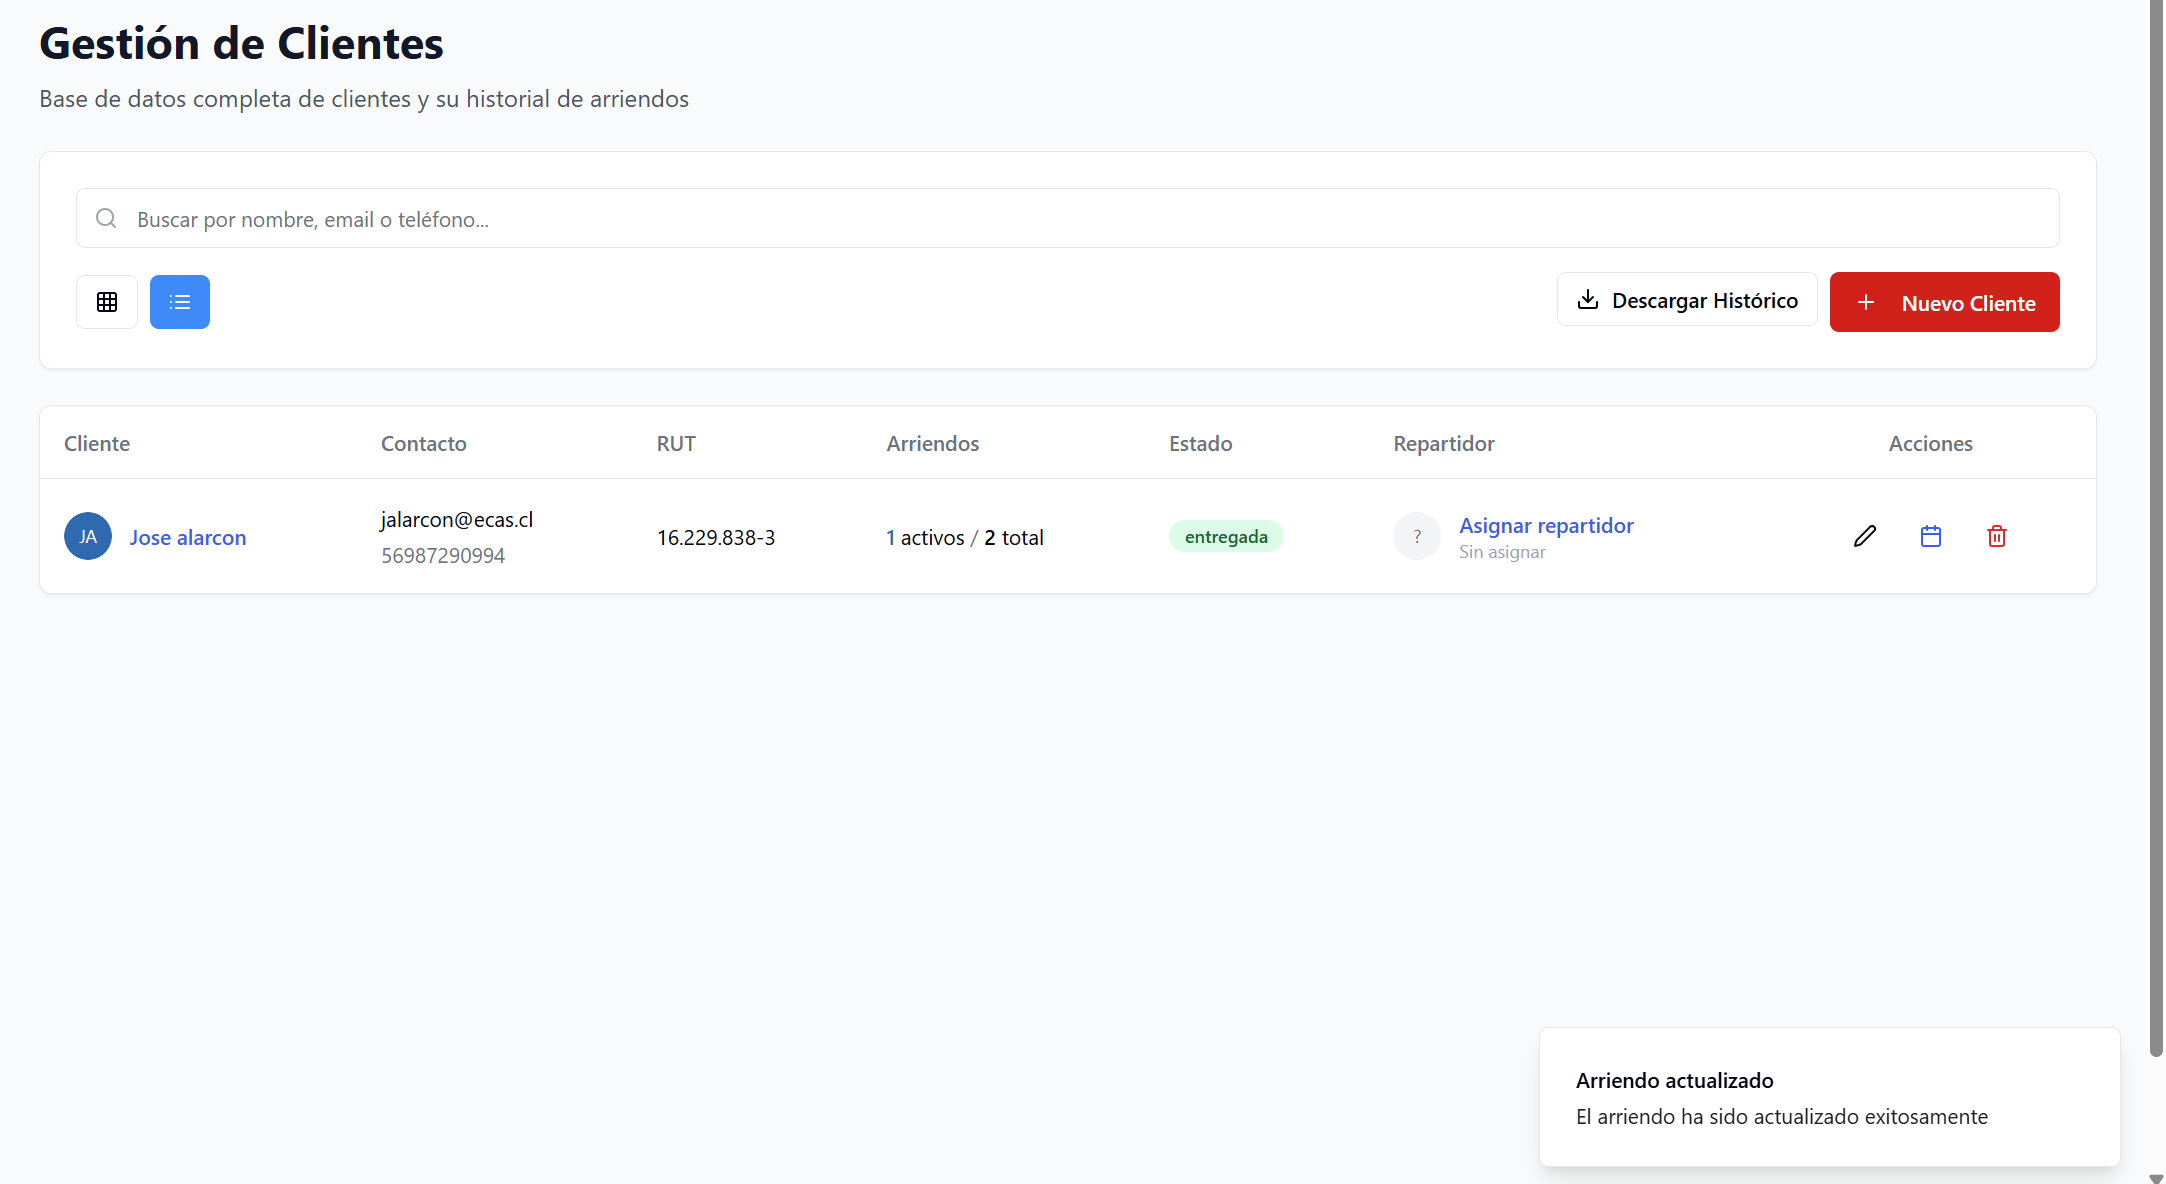 Gestión de Clientes
Base de datos completa de clientes y su historial de arriendos
Buscar por nombre, email o teléfono...
Descargar Histórico
Nuevo Cliente
Cliente Contacto RUT Arriendos Estado Repartidor Acciones
JA Jose alarcon
jalarcon@ecas.cl
56987290994
16.229.838-3
1 activos / 2 total
entregada
?
Asignar repartidor
Sin asignar
Arriendo actualizado
El arriendo ha sido actualizado exitosamente